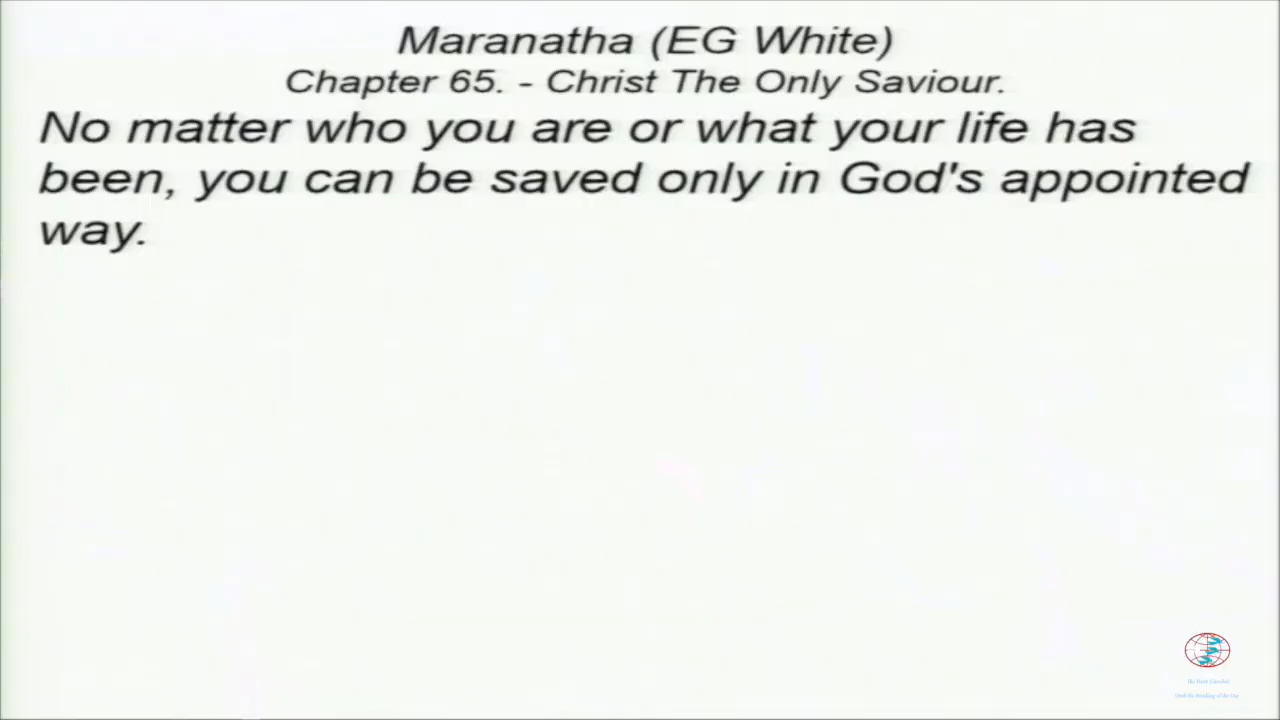 Maranatha (EG White)
Chapter 65. - Christ The Only Saviour.
No matter who you are or what your life has
been, you can be saved only in God's appointed
way.